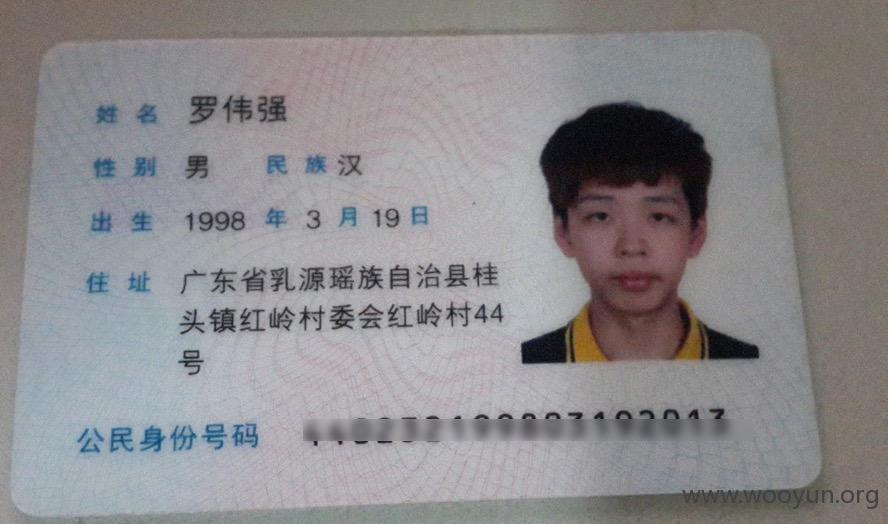 姓名 罗伟强
性别 男 民族 汉
出生 1998 年 3 月 19 日
住址 广东省乳源瑶族自治县桂
头镇红岭村委会红岭村44
号
公民身份号码
www.wooyun.org